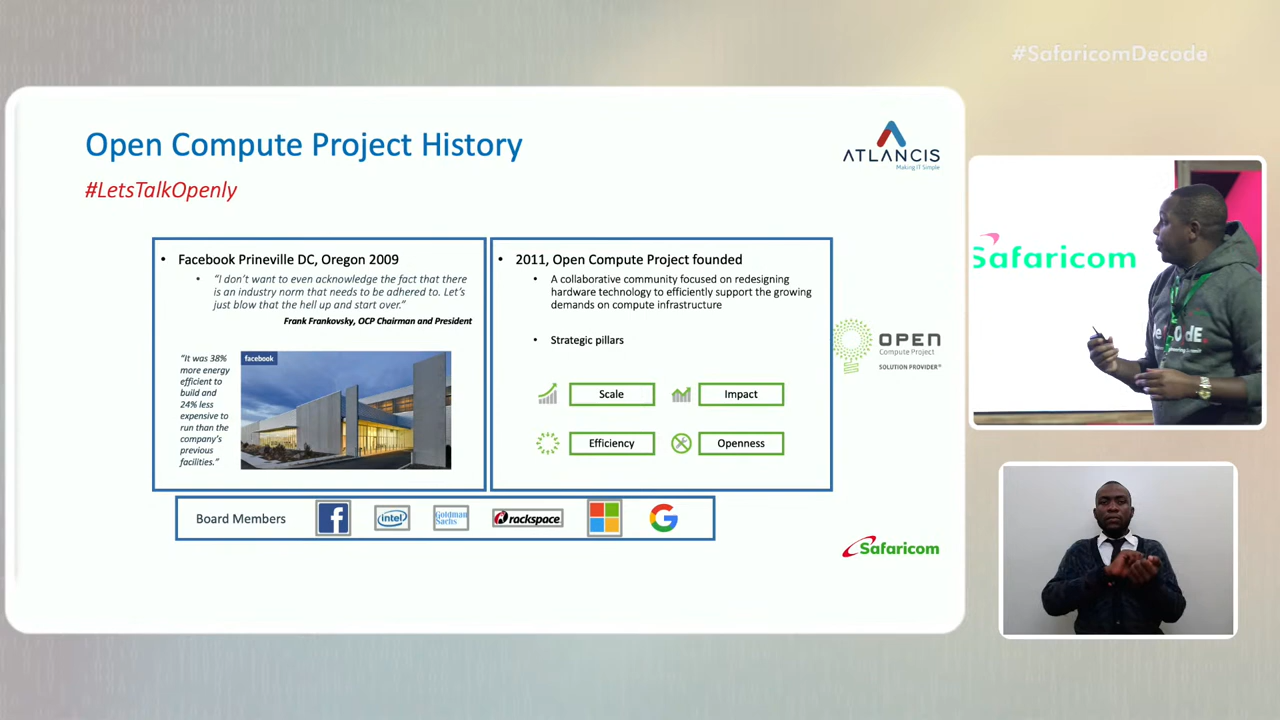 #SafaricomDecade
Open Compute Project History
#LetsTalkOpenly
ATLANCIS
Making IT Simple
• Facebook Prineville DC, Oregon 2009
• “I don’t want to even acknowledge the fact that there
is an industry norm that needs to be adhered to. Let’s
just blow that the hell up and start over.“
Frank Frankovsky, OCP Chairman and President
“It was 38%
more energy
efficient to
build and
24% less
expensive to
run than the
company’s
previous
facilities.”
facebook
• 2011, Open Compute Project founded
• A collaborative community focused on redesigning
hardware technology to efficiently support the growing
demands on compute infrastructure
• Strategic pillars
Scale
Impact
Efficiency
Openness
OPEN
Compute Project
SOLUTION PROVIDER®
Board Members
f
intel
Goldman
Sachs
rackspace
G
Safaricom
Safaricom